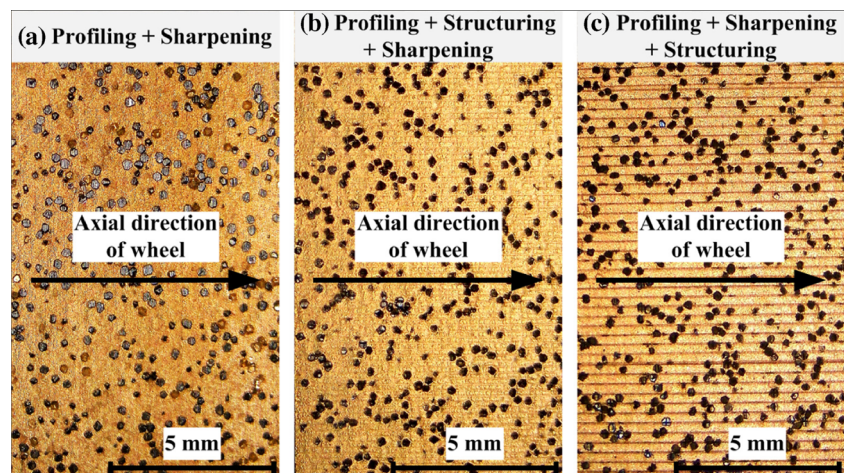 (a) Profiling + Sharpening
Axial direction
of wheel
5 mm
(b) Profiling + Structuring
+ Sharpening
Axial direction
of wheel
5 mm
(c) Profiling + Sharpening
+ Structuring
Axial direction
of wheel
5 mm